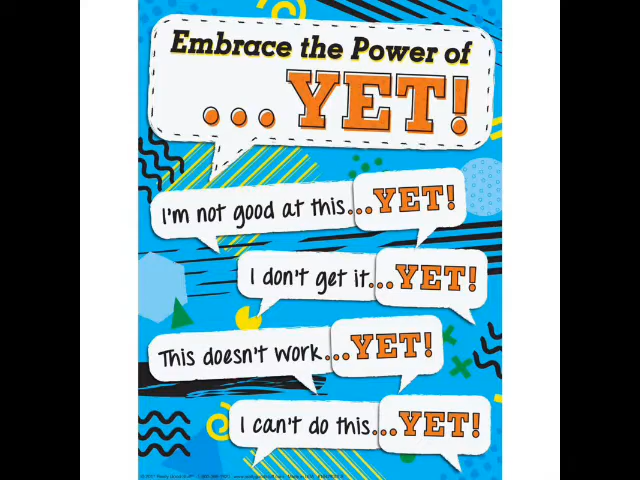 Embrace the Power of
...YET!
I'm not good at this...YET!
I don't get it...YET!
This doesn't work...YET!
I can't do this...YET!